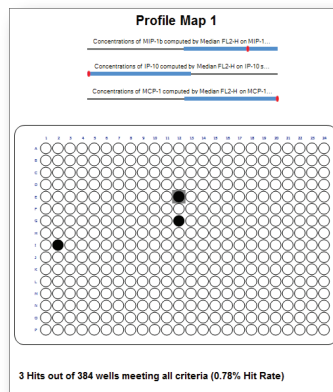 Profile Map 1
Concentrations of MIP-1b computed by Median FL2-H on MIP-1...
Concentrations of IP-10 computed by Median FL2-H on IP-10 s...
Concentrations of MCP-1 computed by Median FL2-H on MCP-1...
1 2 3 4 5 6 7 8 9 10 11 12 13 14 15 16 17 18 19 20 21 22 23 24
A
B
C
D
E
F
G
H
I
J
K
L
M
N
O
P
3 Hits out of 384 wells meeting all criteria (0.78% Hit Rate)